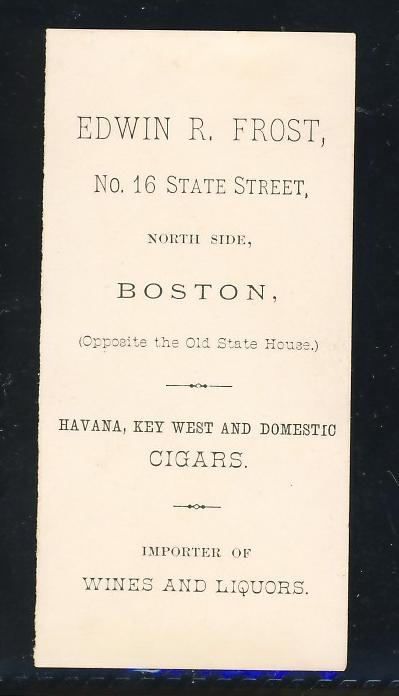 EDWIN R. FROST,
No. 16 STATE STREET,
NORTH SIDE,
BOSTON,
(Opposite the Old State House.)
HAVANA, KEY WEST AND DOMESTIC
CIGARS.
IMPORTER OF
WINES AND LIQUORS.